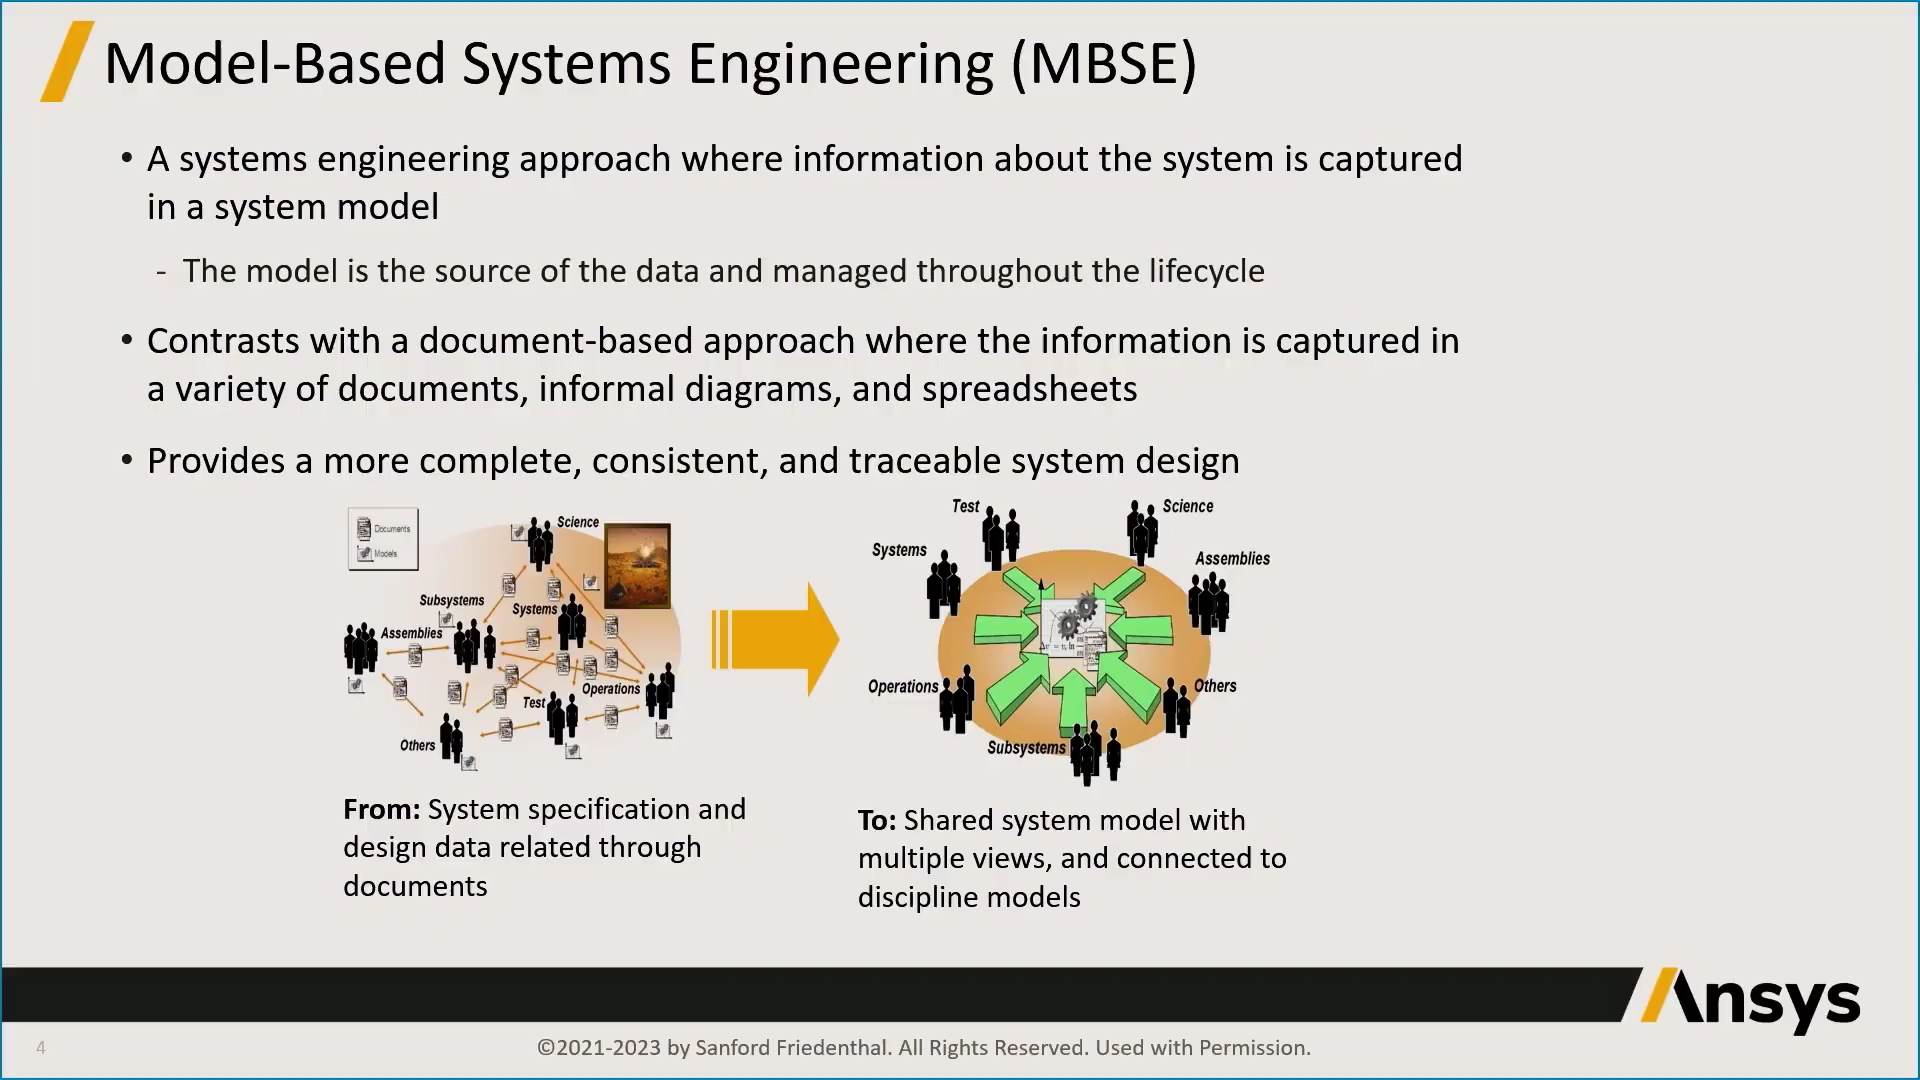 Model-Based Systems Engineering (MBSE)
• A systems engineering approach where information about the system is captured
in a system model
- The model is the source of the data and managed throughout the lifecycle
• Contrasts with a document-based approach where the information is captured in
a variety of documents, informal diagrams, and spreadsheets
• Provides a more complete, consistent, and traceable system design
Documents
Models
Science
Subsystems
Systems
Assemblies
Operations
Test
Others
Test
Science
Systems
Assemblies
Operations
Others
Subsystems
From: System specification and
design data related through
documents
To: Shared system model with
multiple views, and connected to
discipline models
Ansys
4
©2021-2023 by Sanford Friedenthal. All Rights Reserved. Used with Permission.